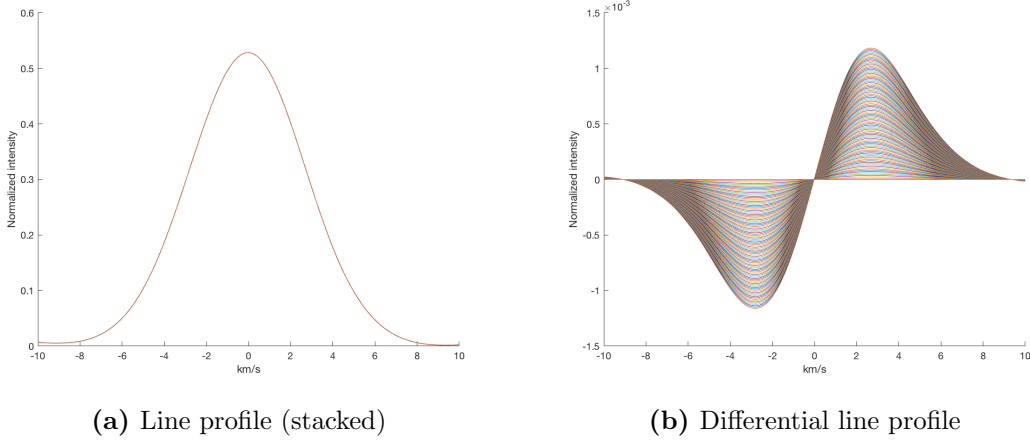 0.6
0.5
0.4
0.3
0.2
0.1
0
Normalized intensity
-10 -8 -6 -4 -2 0 2 4 6 8 10
km/s
(a) Line profile (stacked)
×10-3
1.5
1
0.5
0
-0.5
-1
-1.5
Normalized intensity
-10 -8 -6 -4 -2 0 2 4 6 8 10
km/s
(b) Differential line profile